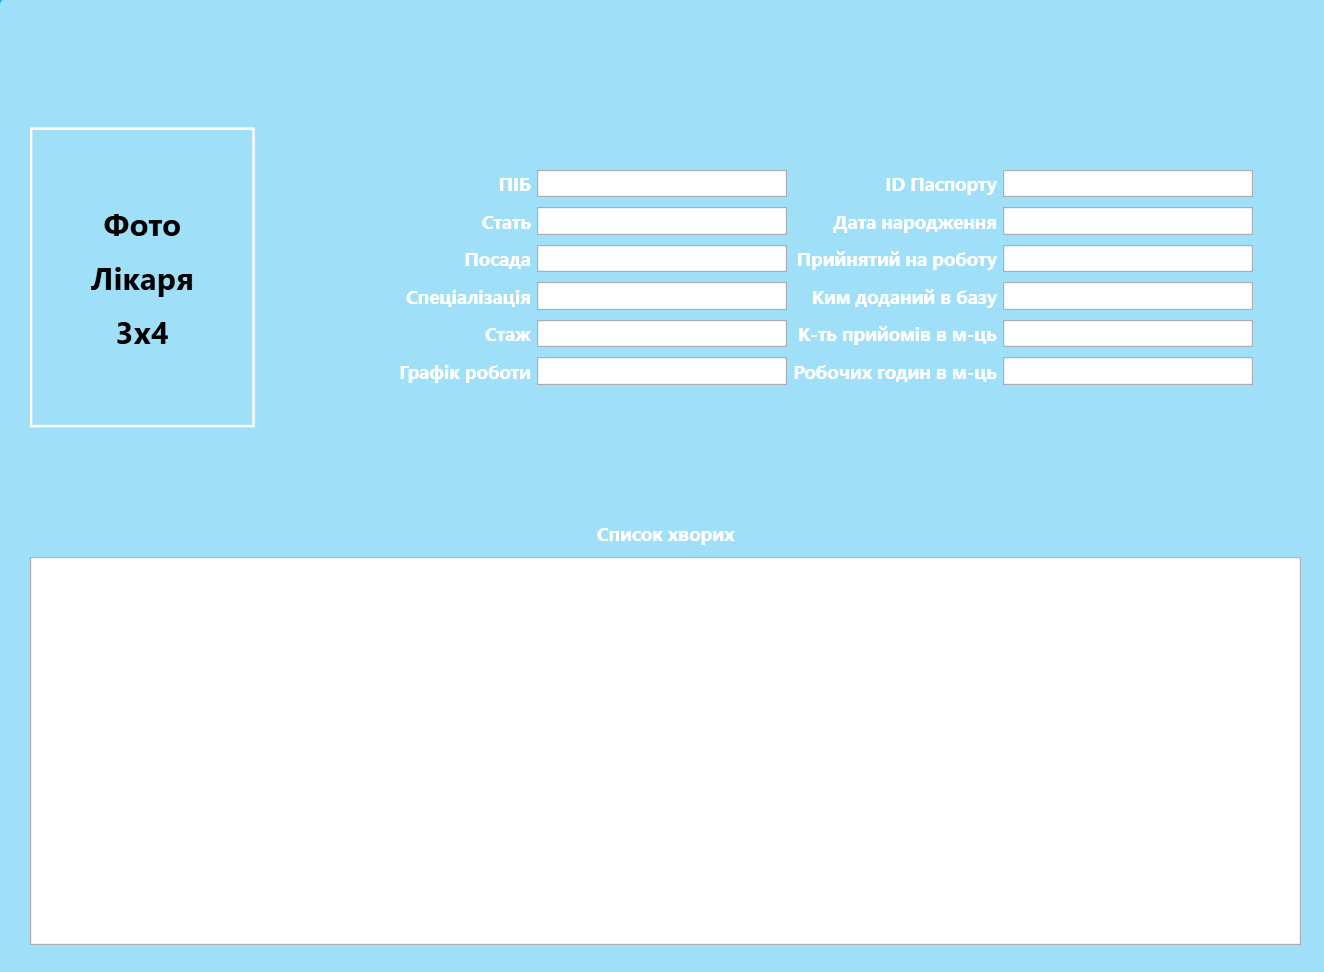 Фото
Лікаря
3x4
ПІБ
Стать
Посада
Спеціалізація
Стаж
Графік роботи
ID Паспорту
Дата народження
Прийнятий на роботу
Ким доданий в базу
К-ть прийомів в м-ць
Робочих годин в м-ць
Список хворих